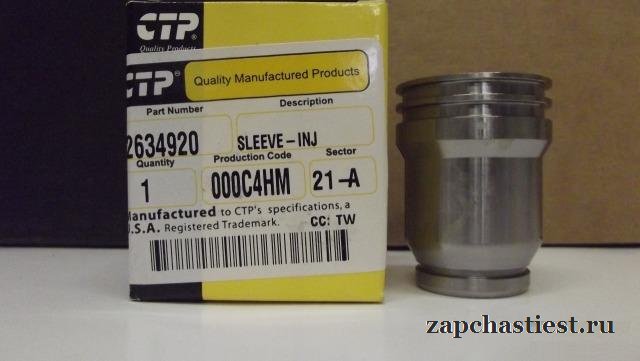 CTP®
Quality Products
CTP® Quality Manufactured Products
Part Number Description
2634920 SLEEVE-INJ
Quantity Production Code Sector
1 000C4HM 21-A
Manufactured to CTP's specifications, a
U.S.A. Registered Trademark. CC: TW
CTP
zapchastiest.ru